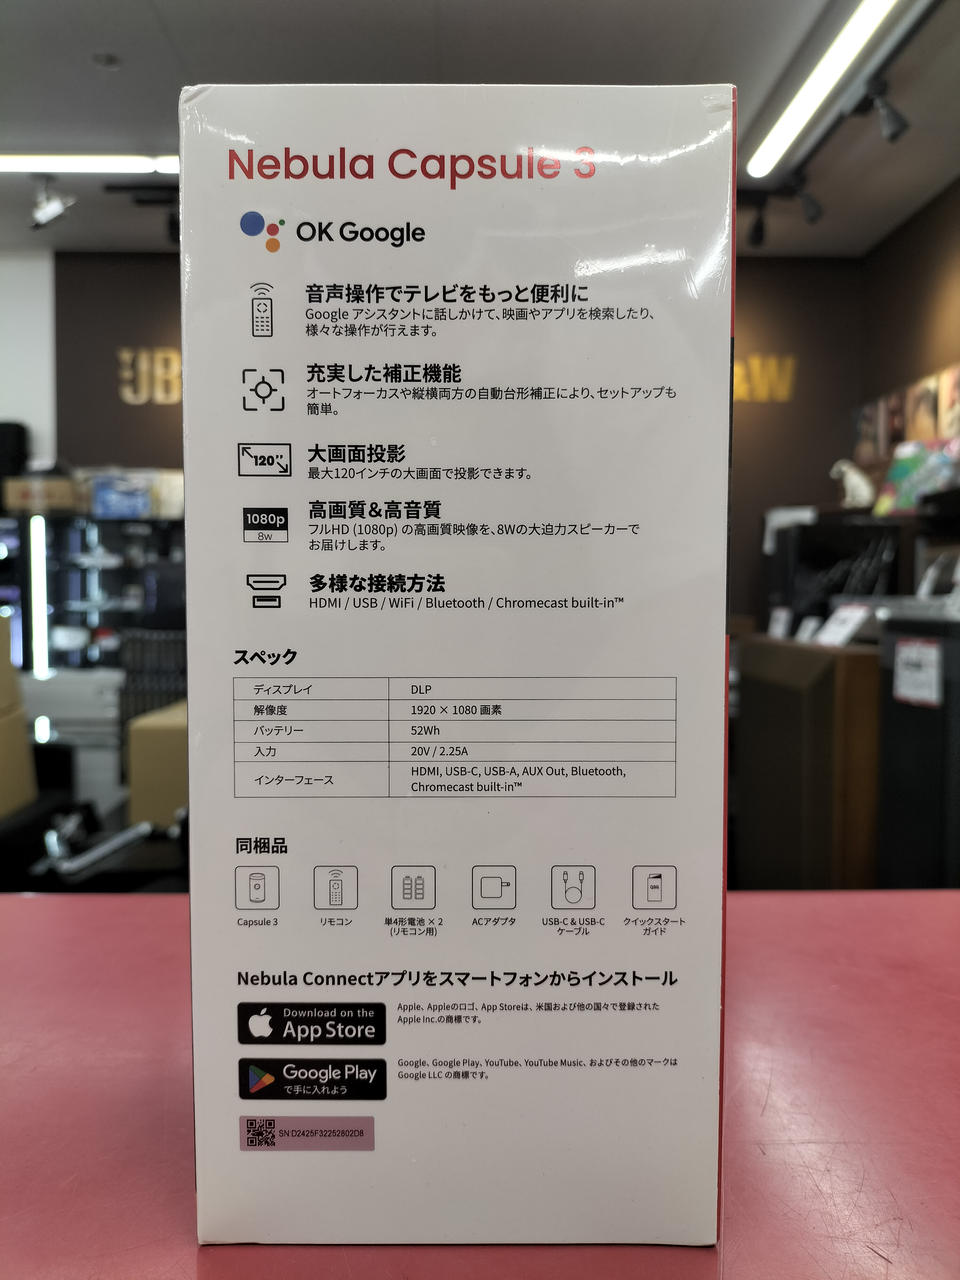 Nebula Capsule 3
OK Google
音声操作でテレビをもっと便利に
Google アシスタントに話しかけて、映画やアプリを検索したり、
様々な操作が行えます。
充実した補正機能
オートフォーカスや縦横両方の自動台形補正により、セットアップも
簡単。
120"
大画面投影
最大120インチの大画面で投影できます。
1080p
8w
高画質&高音質
フルHD (1080p) の高画質映像を、8Wの大迫力スピーカーで
お届けします。
多様な接続方法
HDMI / USB / WiFi / Bluetooth / Chromecast built-in™
スペック
ディスプレイ DLP
解像度 1920 × 1080 画素
バッテリー 52Wh
入力 20V / 2.25A
インターフェース HDMI, USB-C, USB-A, AUX Out, Bluetooth,
Chromecast built-in™
同梱品
Capsule 3 リモコン 単4形電池 × 2 ACアダプタ USB-C & USB-C クイックスタート
(リモコン用) ケーブル ガイド
Nebula Connectアプリをスマートフォンからインストール
Download on the
App Store
Apple、Appleのロゴ、App Storeは、米国および他の国々で登録された
Apple Inc.の商標です。
Google Play
で手に入れよう
Google、Google Play、YouTube、YouTube Music、およびその他のマークは
Google LLC の商標です。
SN:D2425F32252802D8
JB
&W